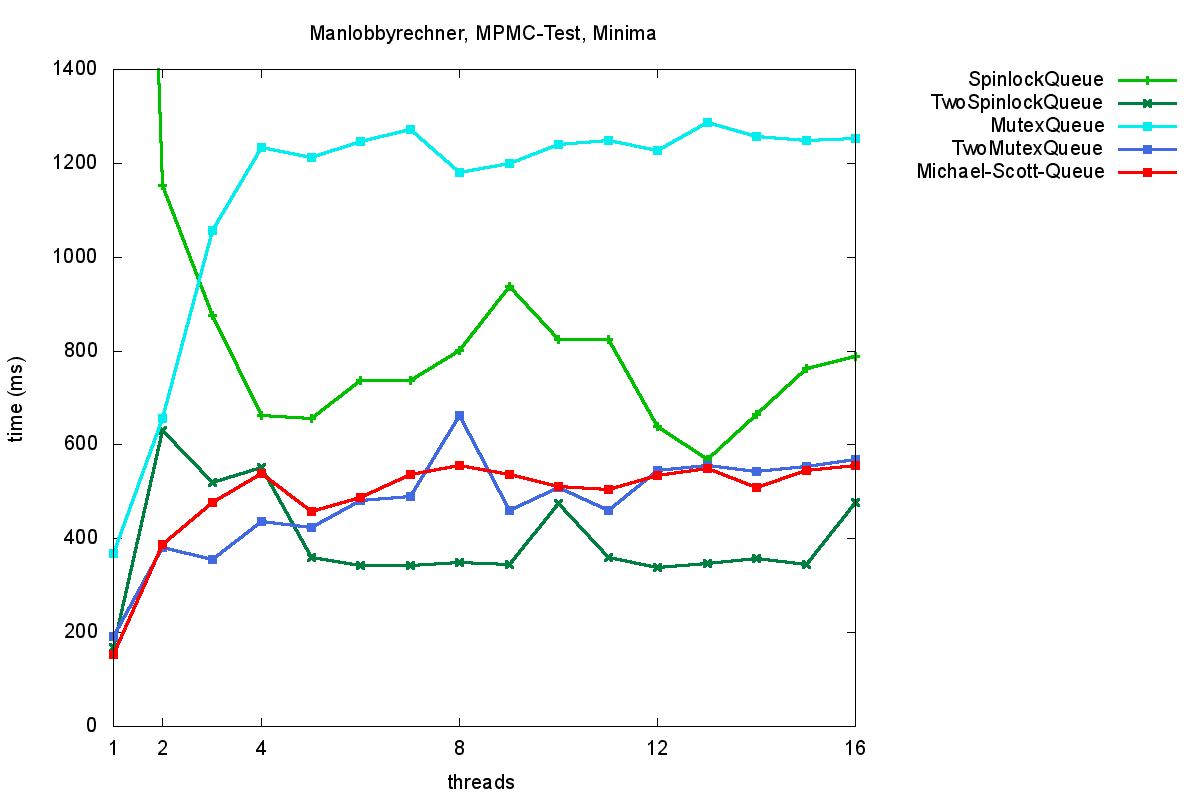 Manlobbyrechner, MPMC-Test, Minima
1400
1200
1000
800
600
400
200
0
time (ms)
1 2 4 8 12 16
threads
SpinlockQueue
TwoSpinlockQueue
MutexQueue
TwoMutexQueue
Michael-Scott-Queue